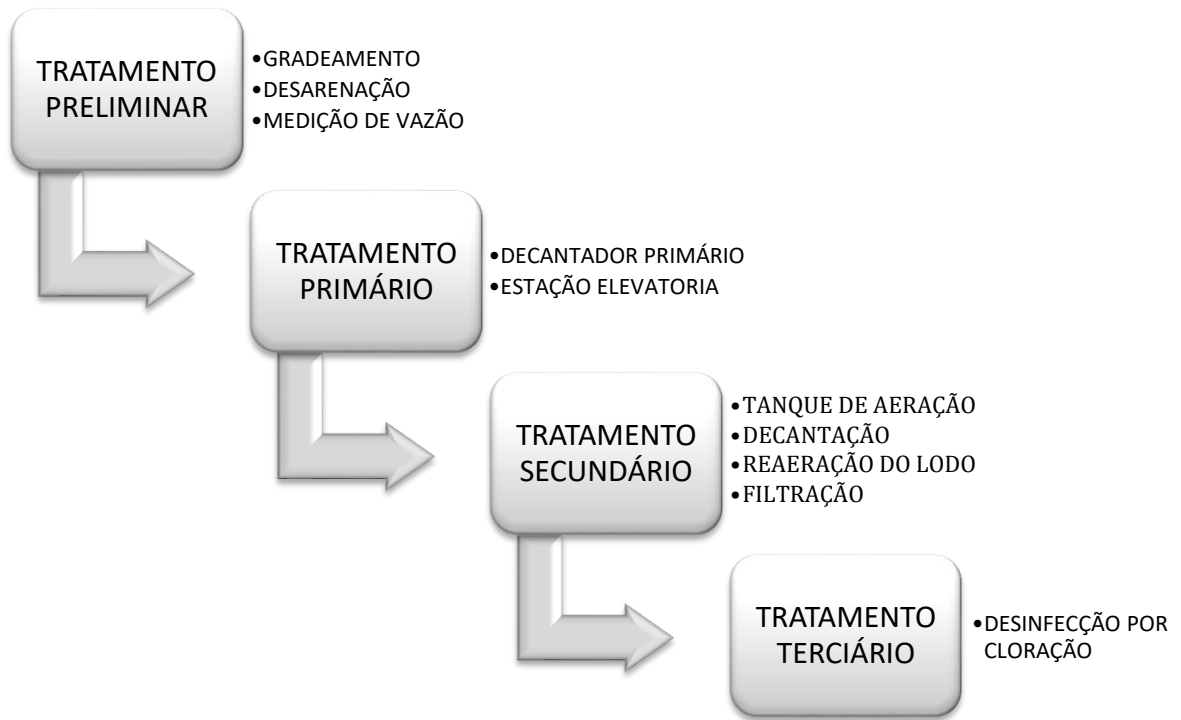 TRATAMENTO
PRELIMINAR
•GRADEAMENTO
•DESARENAÇÃO
•MEDIÇÃO DE VAZÃO
TRATAMENTO
PRIMÁRIO
•DECANTADOR PRIMÁRIO
•ESTAÇÃO ELEVATORIA
TRATAMENTO
SECUNDÁRIO
•TANQUE DE AERAÇÃO
•DECANTAÇÃO
•REAERAÇÃO DO LODO
•FILTRAÇÃO
TRATAMENTO
TERCIÁRIO
•DESINFECÇÃO POR
CLORAÇÃO